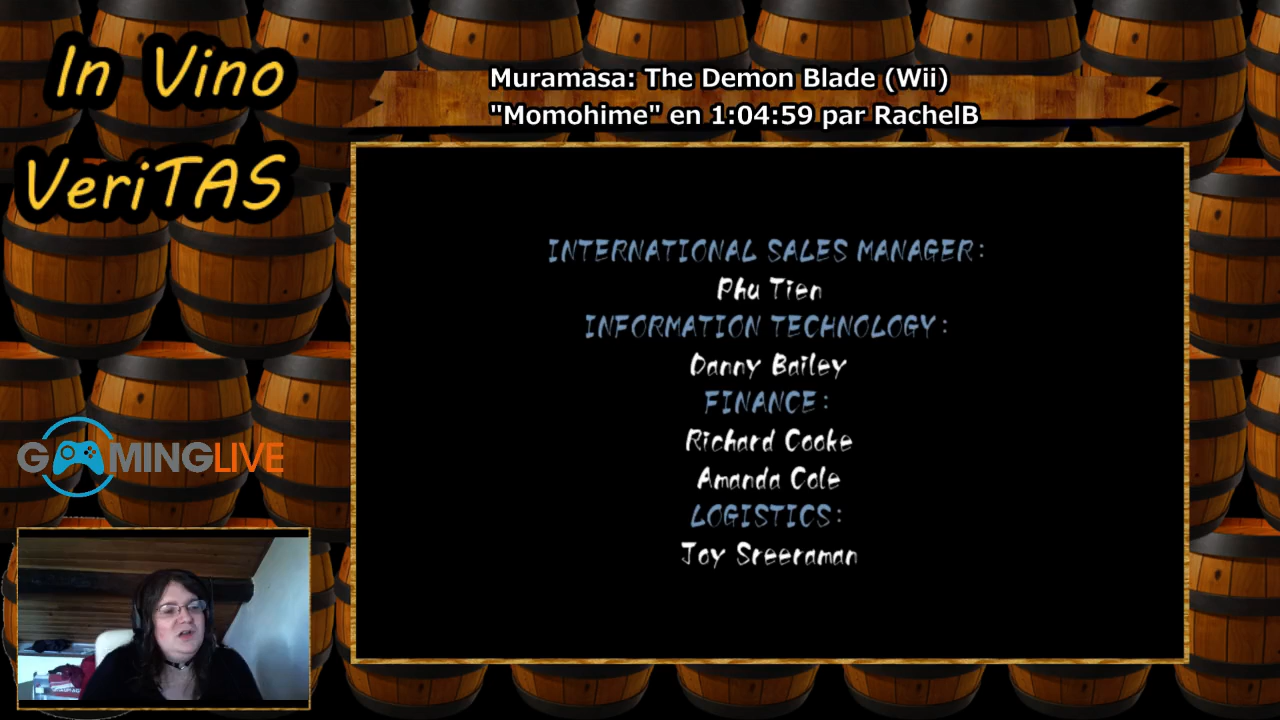 In Vino
VeriTAS
Muramasa: The Demon Blade (Wii)
"Momohime" en 1:04:59 par RachelB
INTERNATIONAL SALES MANAGER:
Phu Tien
INFORMATION TECHNOLOGY:
Danny Bailey
FINANCE:
Richard Cooke
Amanda Cole
LOGISTICS:
Joy Sreeraman
GAMINGLIVE